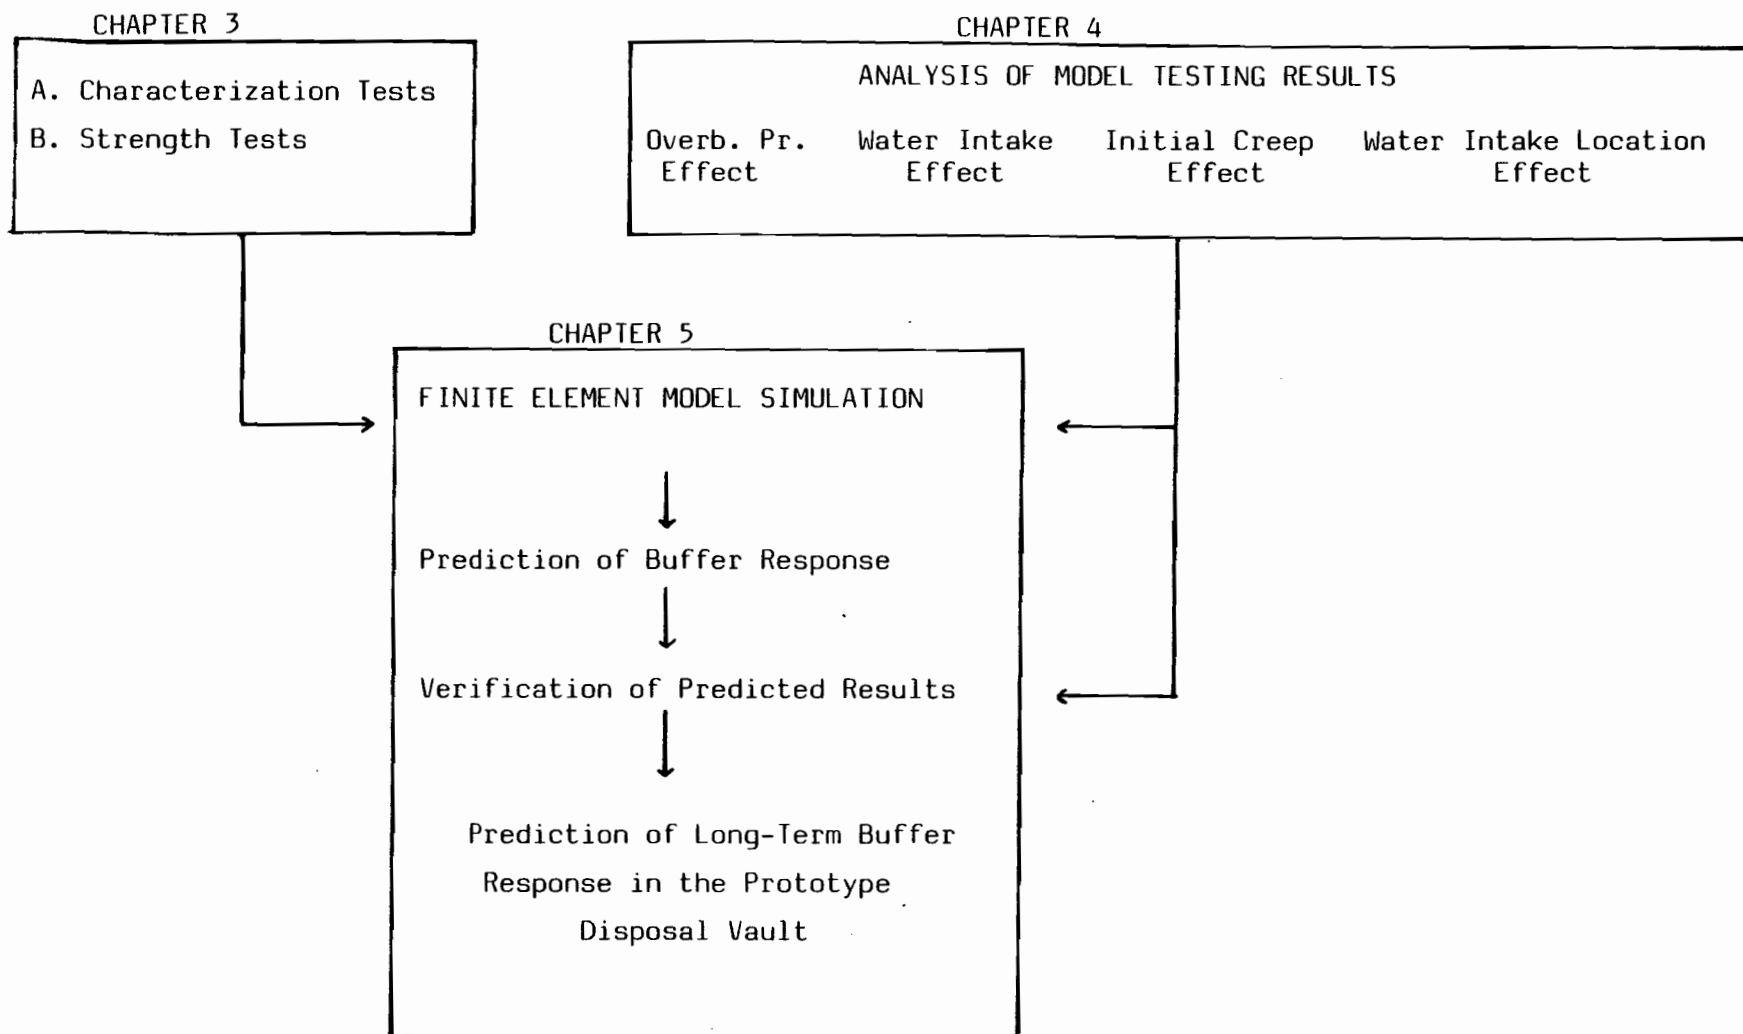 CHAPTER 3
A. Characterization Tests
B. Strength Tests
CHAPTER 4
ANALYSIS OF MODEL TESTING RESULTS
Overb. Pr. Effect
Water Intake Effect
Initial Creep Effect
Water Intake Location Effect
CHAPTER 5
FINITE ELEMENT MODEL SIMULATION
Prediction of Buffer Response
Verification of Predicted Results
Prediction of Long-Term Buffer
Response in the Prototype
Disposal Vault